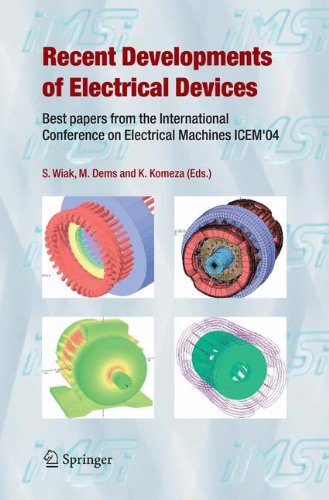 Recent Developments
of Electrical Devices
Best papers from the International
Conference on Electrical Machines ICEM'04
S. Wiak, M. Dems and K. Komeza (Eds.)
Springer